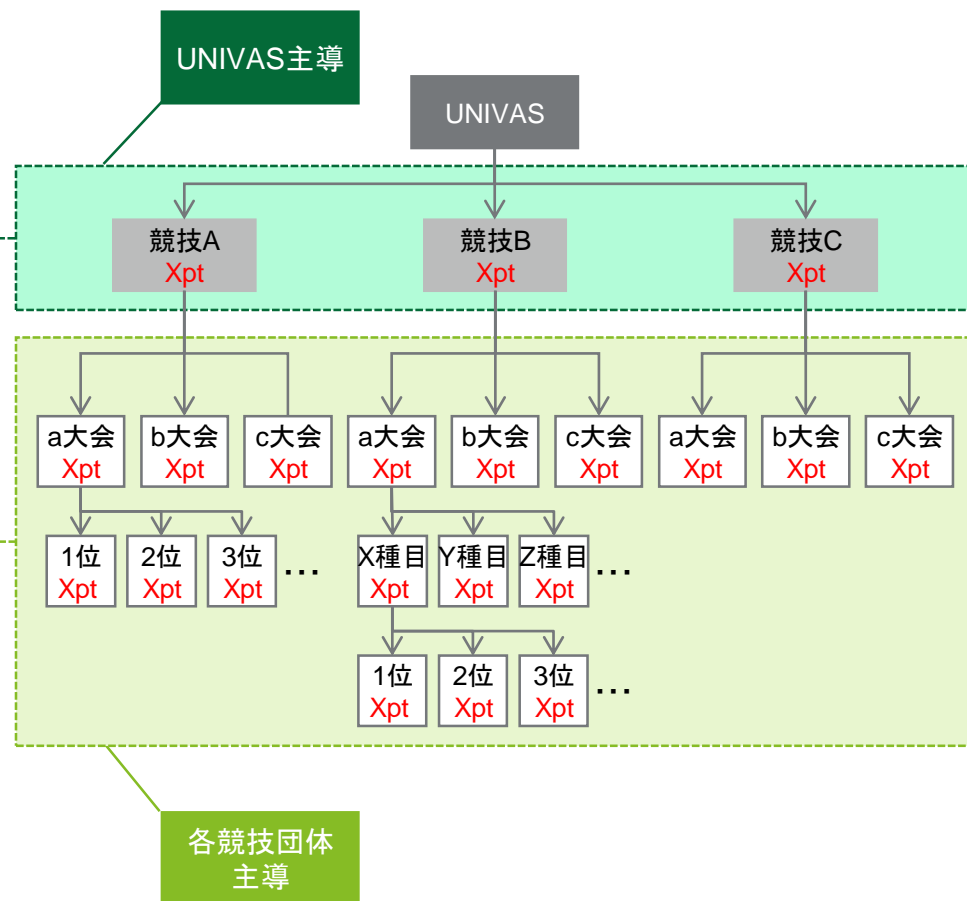 UNIVAS主導
UNIVAS
競技A
Xpt
競技B
Xpt
競技C
Xpt
a大会
Xpt
b大会
Xpt
c大会
Xpt
a大会
Xpt
b大会
Xpt
c大会
Xpt
a大会
Xpt
b大会
Xpt
c大会
Xpt
1位
Xpt
2位
Xpt
3位
Xpt
…
X種目
Xpt
Y種目
Xpt
Z種目
Xpt
…
1位
Xpt
2位
Xpt
3位
Xpt
…
各競技団体
主導